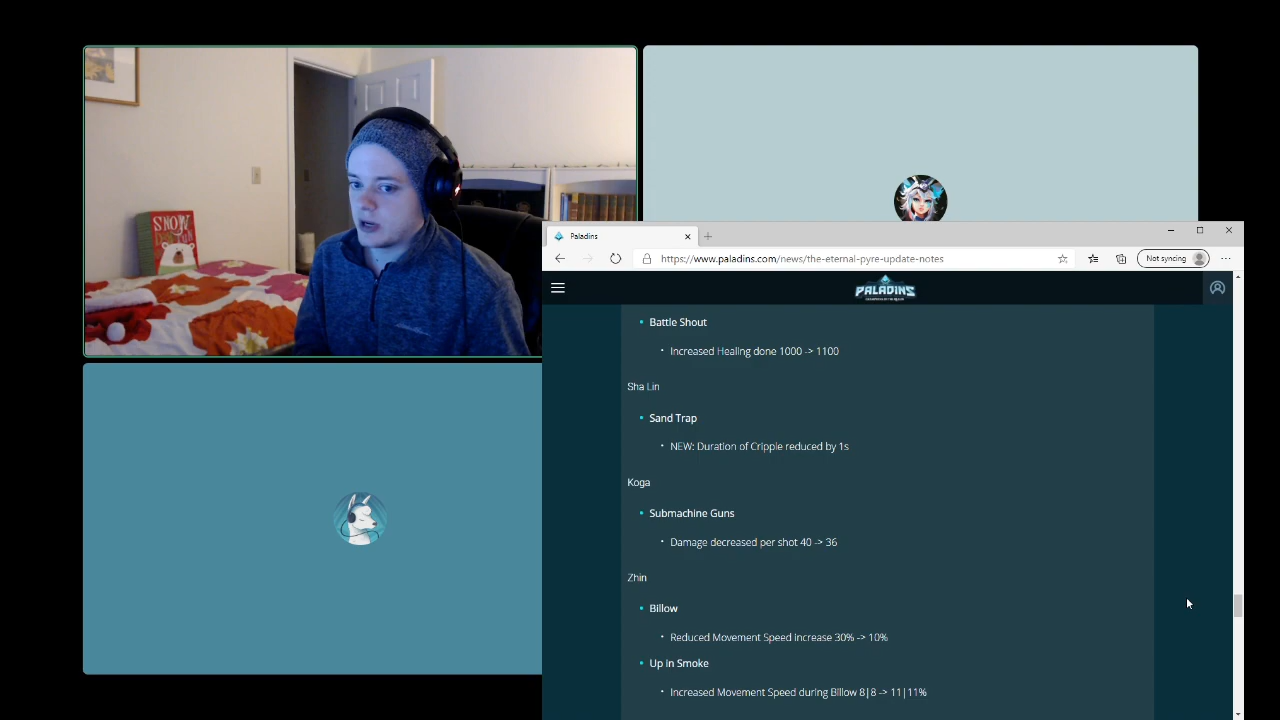 SNOW
Paladins
https://www.paladins.com/news/the-eternal-pyre-update-notes
Not syncing
PALADINS
Battle Shout
Increased Healing done 1000 -> 1100
Sha Lin
Sand Trap
NEW: Duration of Cripple reduced by 1s
Koga
Submachine Guns
Damage decreased per shot 40 -> 36
Zhin
Billow
Reduced Movement Speed increase 30% -> 10%
Up in Smoke
Increased Movement Speed during Billow 8|8 -> 11|11%